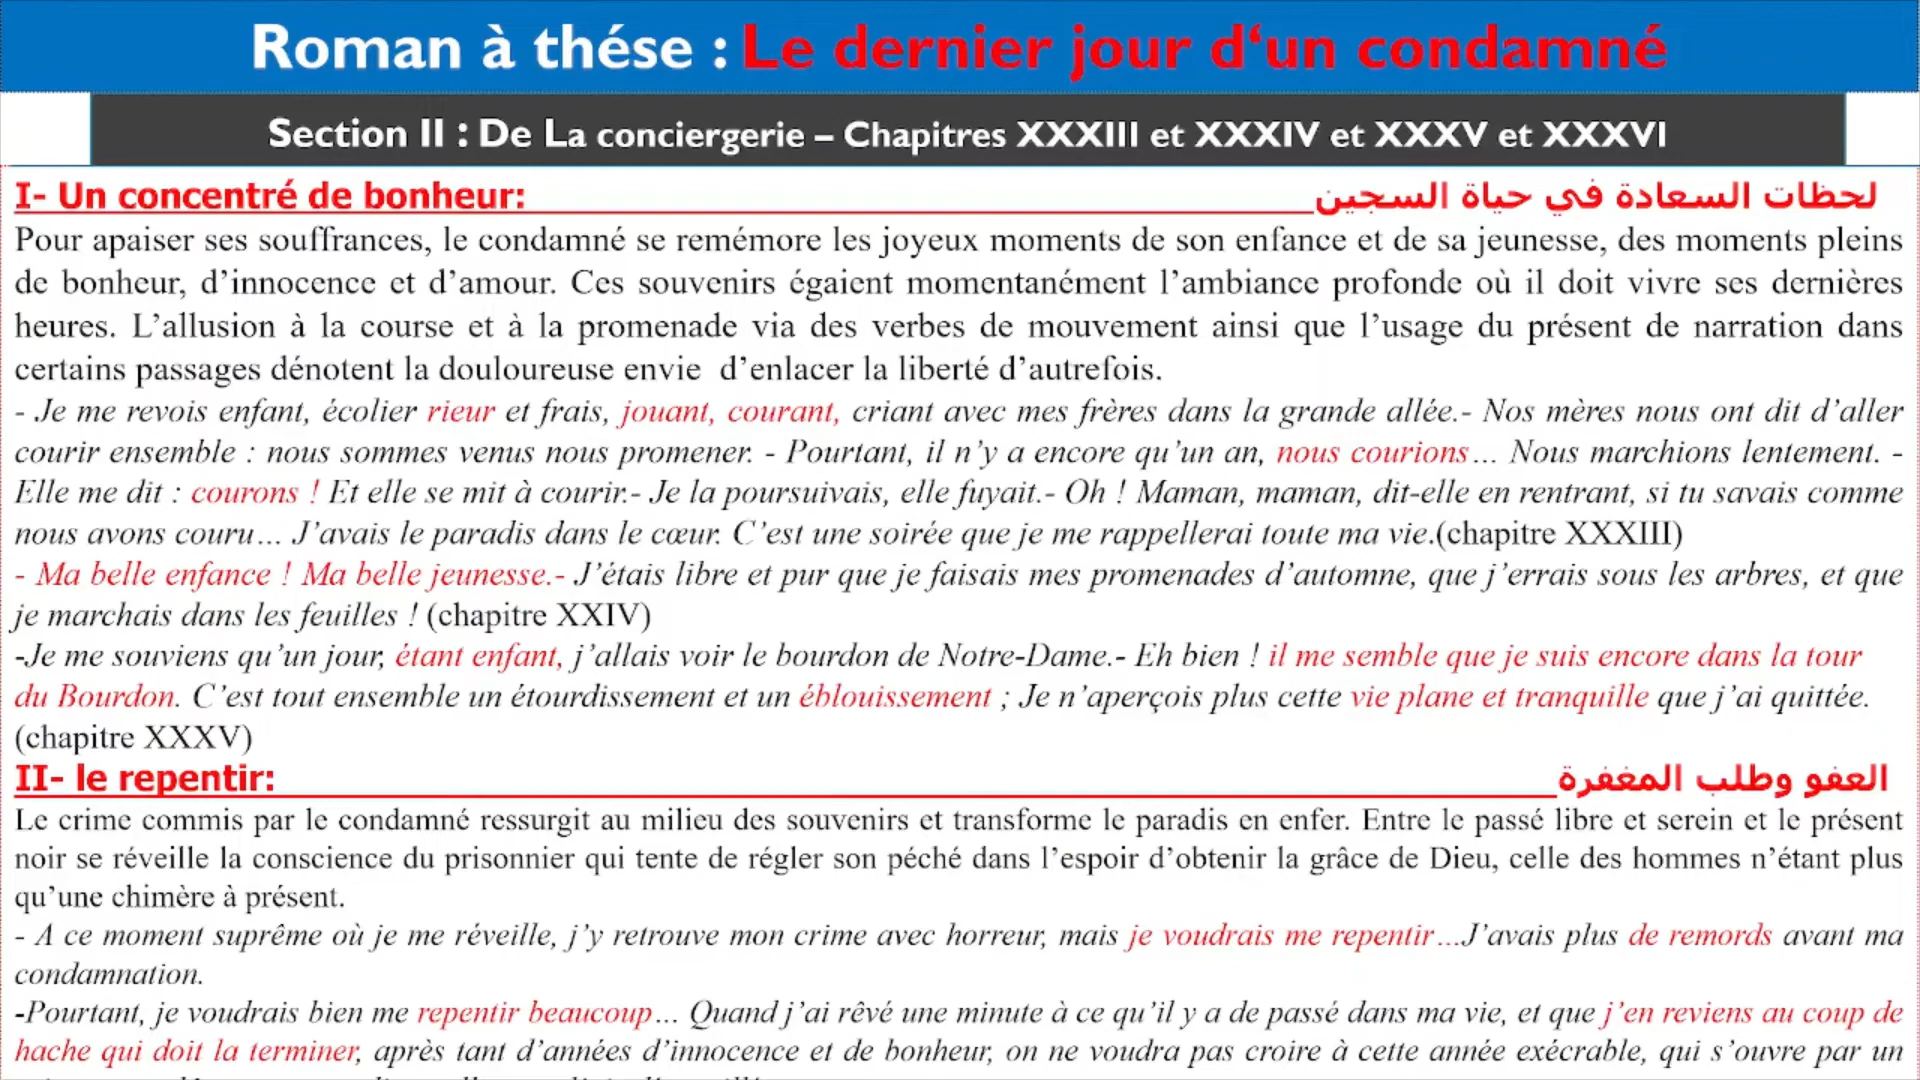 Roman à thése : Le dernier jour d‘un condamné
Section II : De La conciergerie – Chapitres XXXIII et XXXIV et XXXV et XXXVI
I- Un concentré de bonheur: لحظات السعادة في حياة السجين
Pour apaiser ses souffrances, le condamné se remémore les joyeux moments de son enfance et de sa jeunesse, des moments pleins
de bonheur, d’innocence et d’amour. Ces souvenirs égaient momentanément l’ambiance profonde où il doit vivre ses dernières
heures. L’allusion à la course et à la promenade via des verbes de mouvement ainsi que l’usage du présent de narration dans
certains passages dénotent la douloureuse envie d’enlacer la liberté d’autrefois.
- Je me revois enfant, écolier rieur et frais, jouant, courant, criant avec mes frères dans la grande allée.- Nos mères nous ont dit d’aller
courir ensemble : nous sommes venus nous promener. - Pourtant, il n’y a encore qu’un an, nous courions… Nous marchions lentement. -
Elle me dit : courons ! Et elle se mit à courir.- Je la poursuivais, elle fuyait.- Oh ! Maman, maman, dit-elle en rentrant, si tu savais comme
nous avons couru… J’avais le paradis dans le cœur. C’est une soirée que je me rappellerai toute ma vie.(chapitre XXXIII)
- Ma belle enfance ! Ma belle jeunesse.- J’étais libre et pur que je faisais mes promenades d’automne, que j’errais sous les arbres, et que
je marchais dans les feuilles ! (chapitre XXIV)
-Je me souviens qu’un jour, étant enfant, j’allais voir le bourdon de Notre-Dame.- Eh bien ! il me semble que je suis encore dans la tour
du Bourdon. C’est tout ensemble un étourdissement et un éblouissement ; Je n’aperçois plus cette vie plane et tranquille que j’ai quittée.
(chapitre XXXV)
II- le repentir: العفو وطلب المغفرة
Le crime commis par le condamné ressurgit au milieu des souvenirs et transforme le paradis en enfer. Entre le passé libre et serein et le présent
noir se réveille la conscience du prisonnier qui tente de régler son péché dans l’espoir d’obtenir la grâce de Dieu, celle des hommes n’étant plus
qu’une chimère à présent.
- A ce moment suprême où je me réveille, j’y retrouve mon crime avec horreur, mais je voudrais me repentir…J’avais plus de remords avant ma
condamnation.
-Pourtant, je voudrais bien me repentir beaucoup… Quand j’ai rêvé une minute à ce qu’il y a de passé dans ma vie, et que j’en reviens au coup de
hache qui doit la terminer, après tant d’années d’innocence et de bonheur, on ne voudra pas croire à cette année exécrable, qui s’ouvre par un